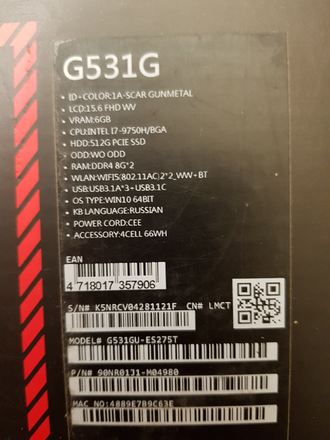 G531G
• ID・COLOR:1A-SCAR GUNMETAL
• LCD:15.6 FHD WV
• VRAM:6GB
• CPU:INTEL I7-9750H/BGA
• HDD:512G PCIE SSD
• ODD:WO ODD
• RAM:DDR4 8G*2
• WLAN:WIFI5(802.11AC)2*2_WW+BT
• USB:USB3.1A*3+USB3.1C
• OS TYPE:WIN10 64BIT
• KB LANGUAGE:RUSSIAN
• POWER CORD:CEE
• ACCESSORY:4CELL 66WH
EAN
4 718017 357906
S/N# K5NRCV04281121F CN# LMCT
MODEL# G531GU-ES275T
P/N# 90NR01J1-M04980
MAC NO:4889E7B9C63E